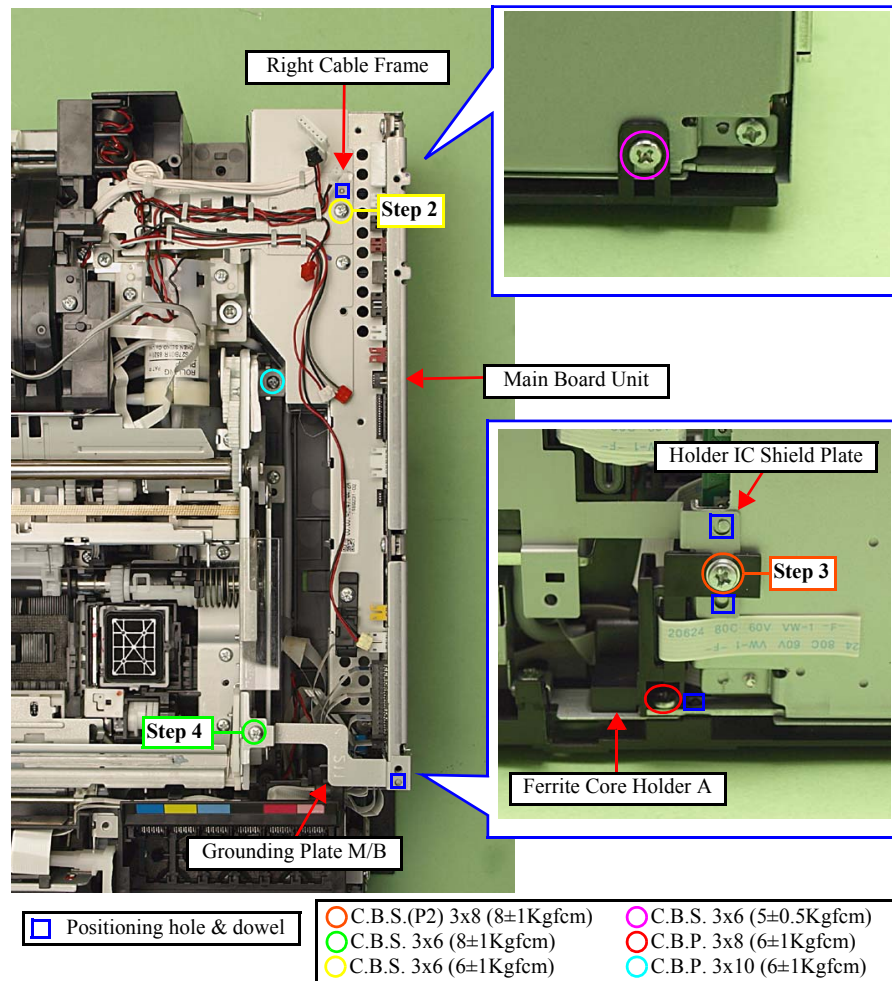 Right Cable Frame
Step 2
Main Board Unit
Holder IC Shield Plate
Step 3
20624 80C 60V VW-1 -F-
Step 4
Ferrite Core Holder A
Grounding Plate M/B
Positioning hole & dowel
C.B.S.(P2) 3x8 (8±1Kgfcm)
C.B.S. 3x6 (8±1Kgfcm)
C.B.S. 3x6 (6±1Kgfcm)
C.B.S. 3x6 (5±0.5Kgfcm)
C.B.P. 3x8 (6±1Kgfcm)
C.B.P. 3x10 (6±1Kgfcm)